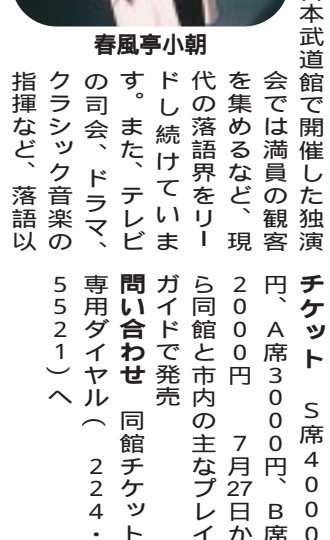 春風亭小朝
本武道館で開催した独演
会では満員の観客
を集めるなど、現
代の落語界をリー
ドし続けていま
す。また、テレビ
の司会、ドラマ、
クラシック音楽の
指揮など、落語以
チケット　S席4000
円、A席3000円、B席
2000円　7月27日か
ら同館と市内の主なプレイ
ガイドで発売
問い合わせ　同館チケット
専用ダイヤル（　224・
5521）へ